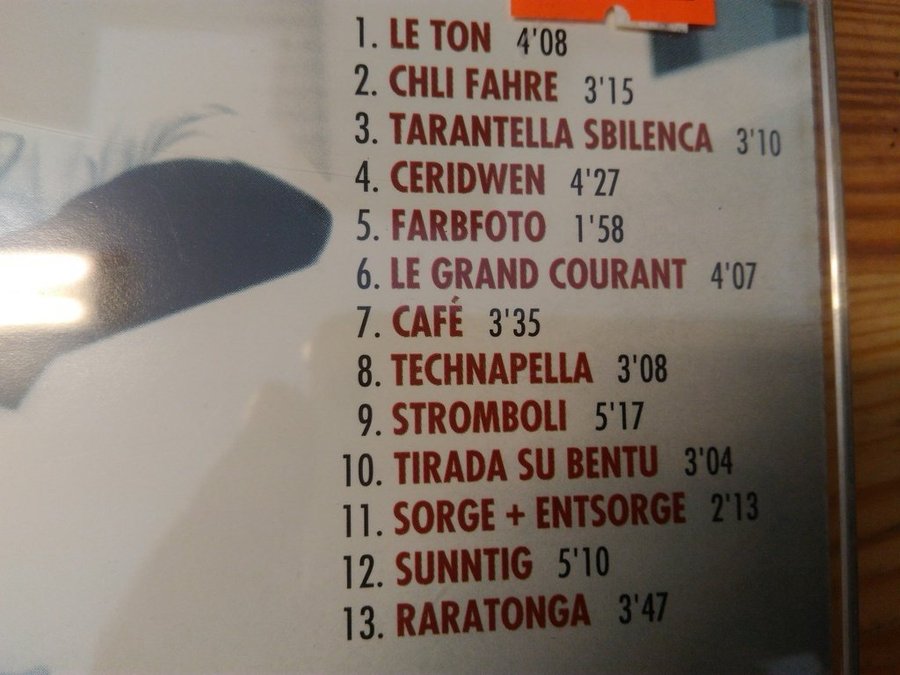 1. LE TON 4'08
2. CHLI FAHRE 3'15
3. TARANTELLA SBILENCA 3'10
4. CERIDWEN 4'27
5. FARBFOTO 1'58
6. LE GRAND COURANT 4'07
7. CAFÉ 3'35
8. TECHNAPELLA 3'08
9. STROMBOLI 5'17
10. TIRADA SU BENTU 3'04
11. SORGE + ENTSORGE 2'13
12. SUNNTIG 5'10
13. RARATONGA 3'47